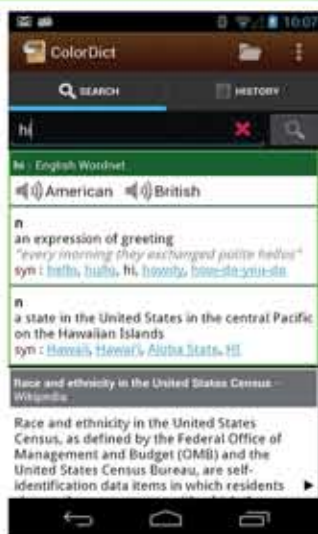 10:07
ColorDict
SEARCH
HISTORY
hi
hi - English Wordnet
American British
n
an expression of greeting
"every morning they exchanged polite hellos"
syn : hello, hullo, hi, howdy, how-do-you-do
n
a state in the United States in the central Pacific
on the Hawaiian Islands
syn : Hawaii, Hawai'i, Aloha State, HI
Race and ethnicity in the United States Census -
Wikipedia
Race and ethnicity in the United States
Census, as defined by the Federal Office of
Management and Budget (OMB) and the
United States Census Bureau, are self-
identification data items in which residents